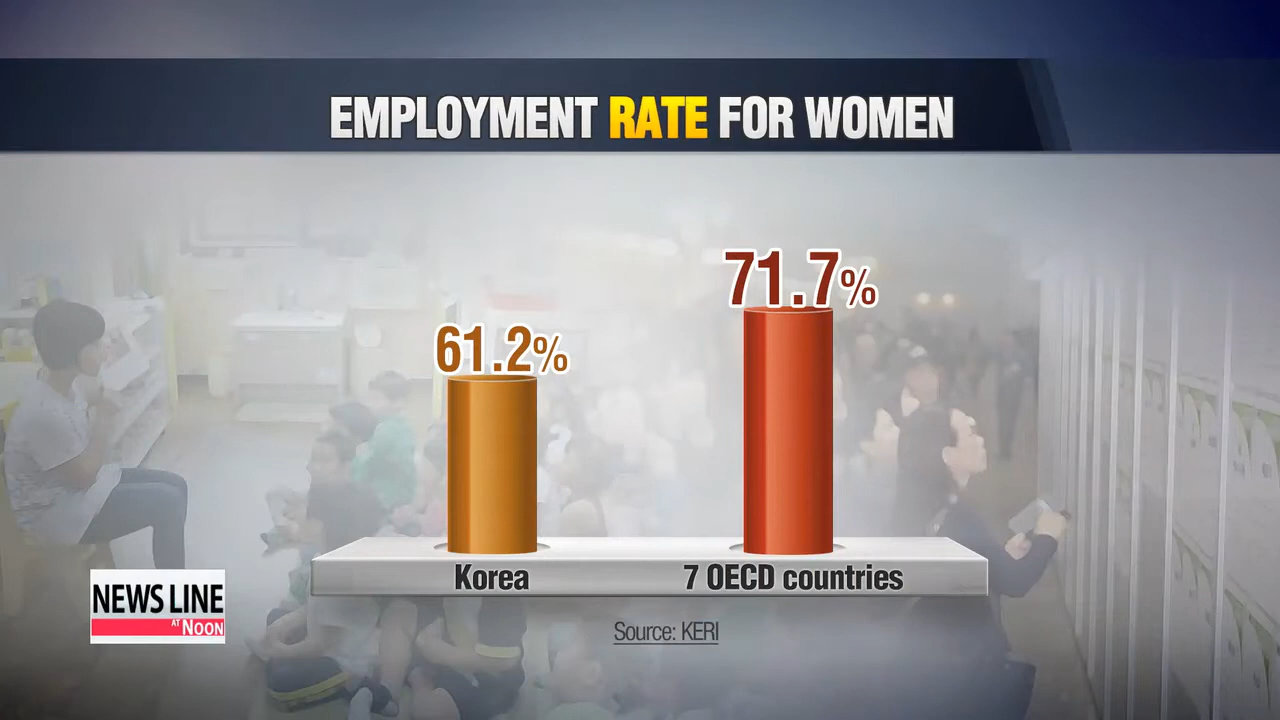 EMPLOYMENT RATE FOR WOMEN
71.7%
61.2%
Korea
7 OECD countries
NEWS LINE
AT NOON
Source: KERI